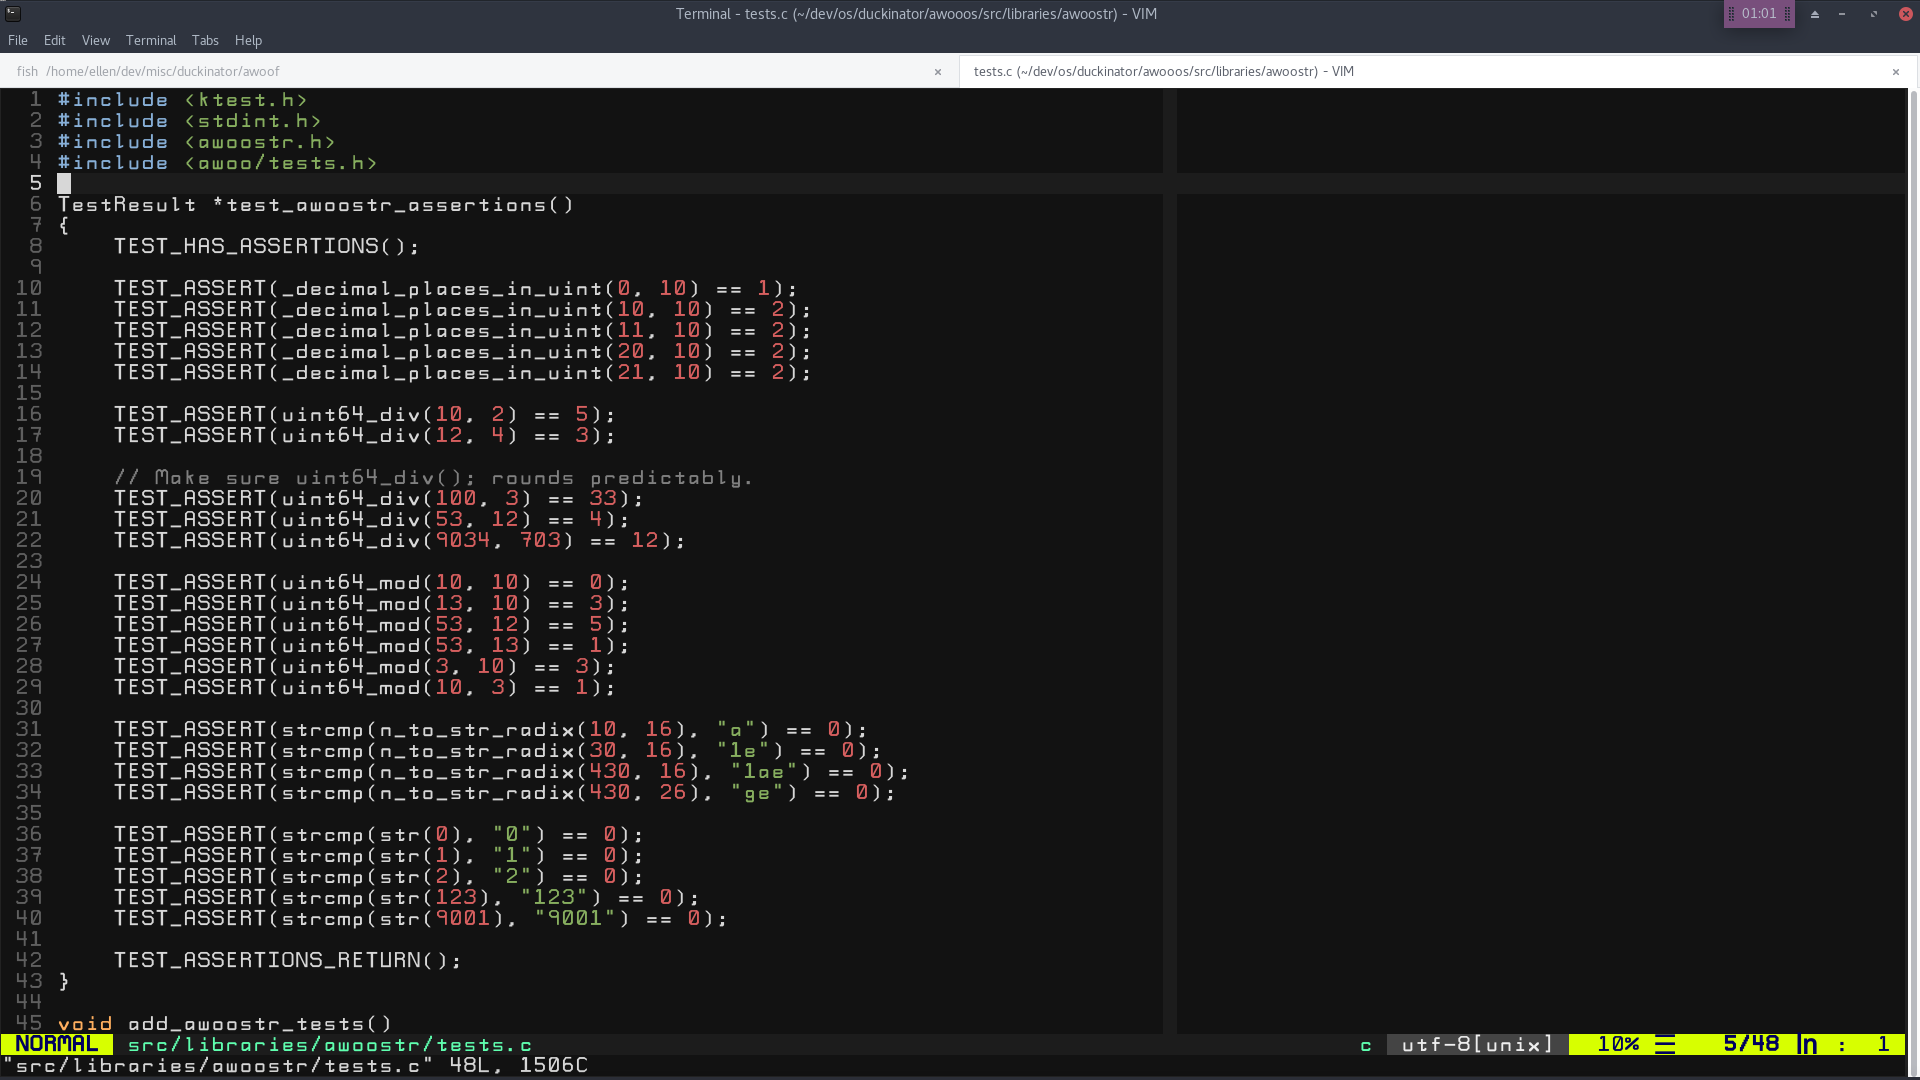 Terminal - tests.c (~/dev/os/duckinator/awooos/src/libraries/awoostr) - VIM
01:01
File Edit View Terminal Tabs Help
fish /home/ellen/dev/misc/duckinator/awoof
tests.c (~/dev/os/duckinator/awooos/src/libraries/awoostr) - VIM
1 #include <ktest.h>
2 #include <stdint.h>
3 #include <awoostr.h>
4 #include <awoo/tests.h>
5
6 TestResult *test_awoostr_assertions()
7 {
8     TEST_HAS_ASSERTIONS();
9
10     TEST_ASSERT(_decimal_places_in_uint(0, 10) == 1);
11     TEST_ASSERT(_decimal_places_in_uint(10, 10) == 2);
12     TEST_ASSERT(_decimal_places_in_uint(11, 10) == 2);
13     TEST_ASSERT(_decimal_places_in_uint(20, 10) == 2);
14     TEST_ASSERT(_decimal_places_in_uint(21, 10) == 2);
15
16     TEST_ASSERT(uint64_div(10, 2) == 5);
17     TEST_ASSERT(uint64_div(12, 4) == 3);
18
19     // Make sure uint64_div(); rounds predictably.
20     TEST_ASSERT(uint64_div(100, 3) == 33);
21     TEST_ASSERT(uint64_div(53, 12) == 4);
22     TEST_ASSERT(uint64_div(9034, 703) == 12);
23
24     TEST_ASSERT(uint64_mod(10, 10) == 0);
25     TEST_ASSERT(uint64_mod(13, 10) == 3);
26     TEST_ASSERT(uint64_mod(53, 12) == 5);
27     TEST_ASSERT(uint64_mod(53, 13) == 1);
28     TEST_ASSERT(uint64_mod(3, 10) == 3);
29     TEST_ASSERT(uint64_mod(10, 3) == 1);
30
31     TEST_ASSERT(strcmp(n_to_str_radix(10, 16), "a") == 0);
32     TEST_ASSERT(strcmp(n_to_str_radix(30, 16), "1e") == 0);
33     TEST_ASSERT(strcmp(n_to_str_radix(430, 16), "1ae") == 0);
34     TEST_ASSERT(strcmp(n_to_str_radix(430, 26), "ge") == 0);
35
36     TEST_ASSERT(strcmp(str(0), "0") == 0);
37     TEST_ASSERT(strcmp(str(1), "1") == 0);
38     TEST_ASSERT(strcmp(str(2), "2") == 0);
39     TEST_ASSERT(strcmp(str(123), "123") == 0);
40     TEST_ASSERT(strcmp(str(9001), "9001") == 0);
41
42     TEST_ASSERTIONS_RETURN();
43 }
44
45 void add_awoostr_tests()
NORMAL src/libraries/awoostr/tests.c c utf-8[unix] 10% ☰ 5/48 ln : 1
"src/libraries/awoostr/tests.c" 48L, 1506C